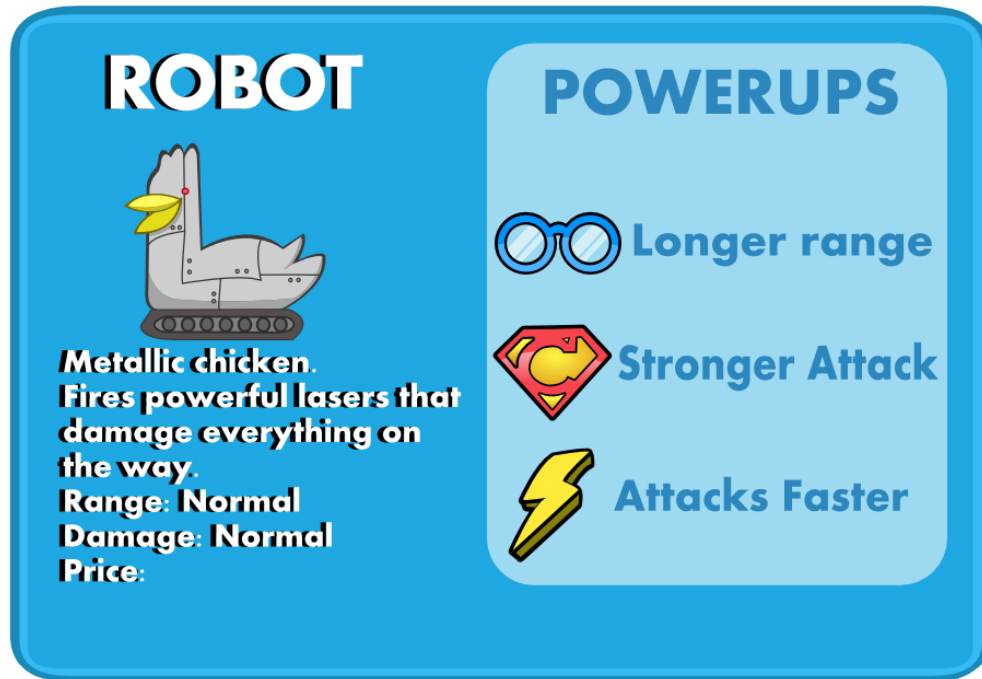 ROBOT
Metallic chicken.
Fires powerful lasers that
damage everything on
the way.
Range: Normal
Damage: Normal
Price:
POWERUPS
Longer range
C
Stronger Attack
Attacks Faster